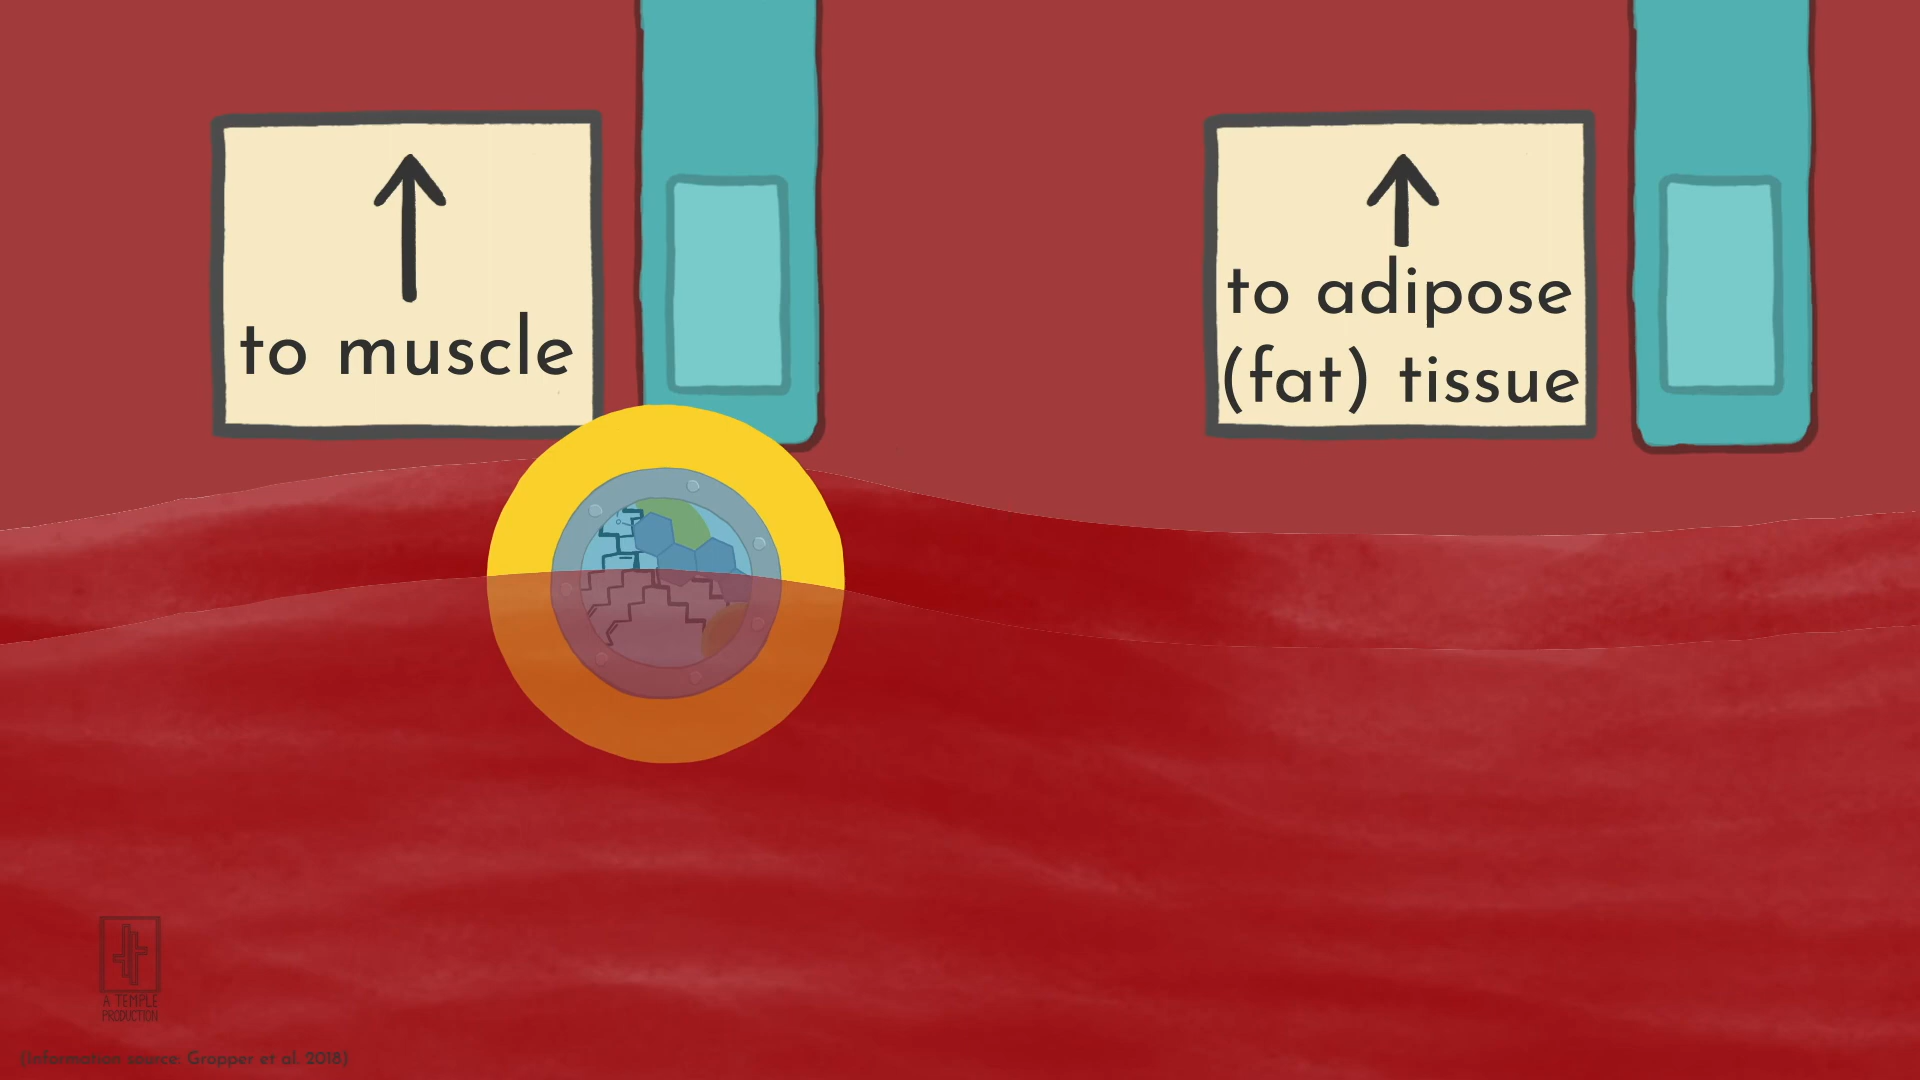 to muscle
to adipose
(fat) tissue
A TEMPLE
PRODUCTION
(Information source: Gropper et al. 2018)